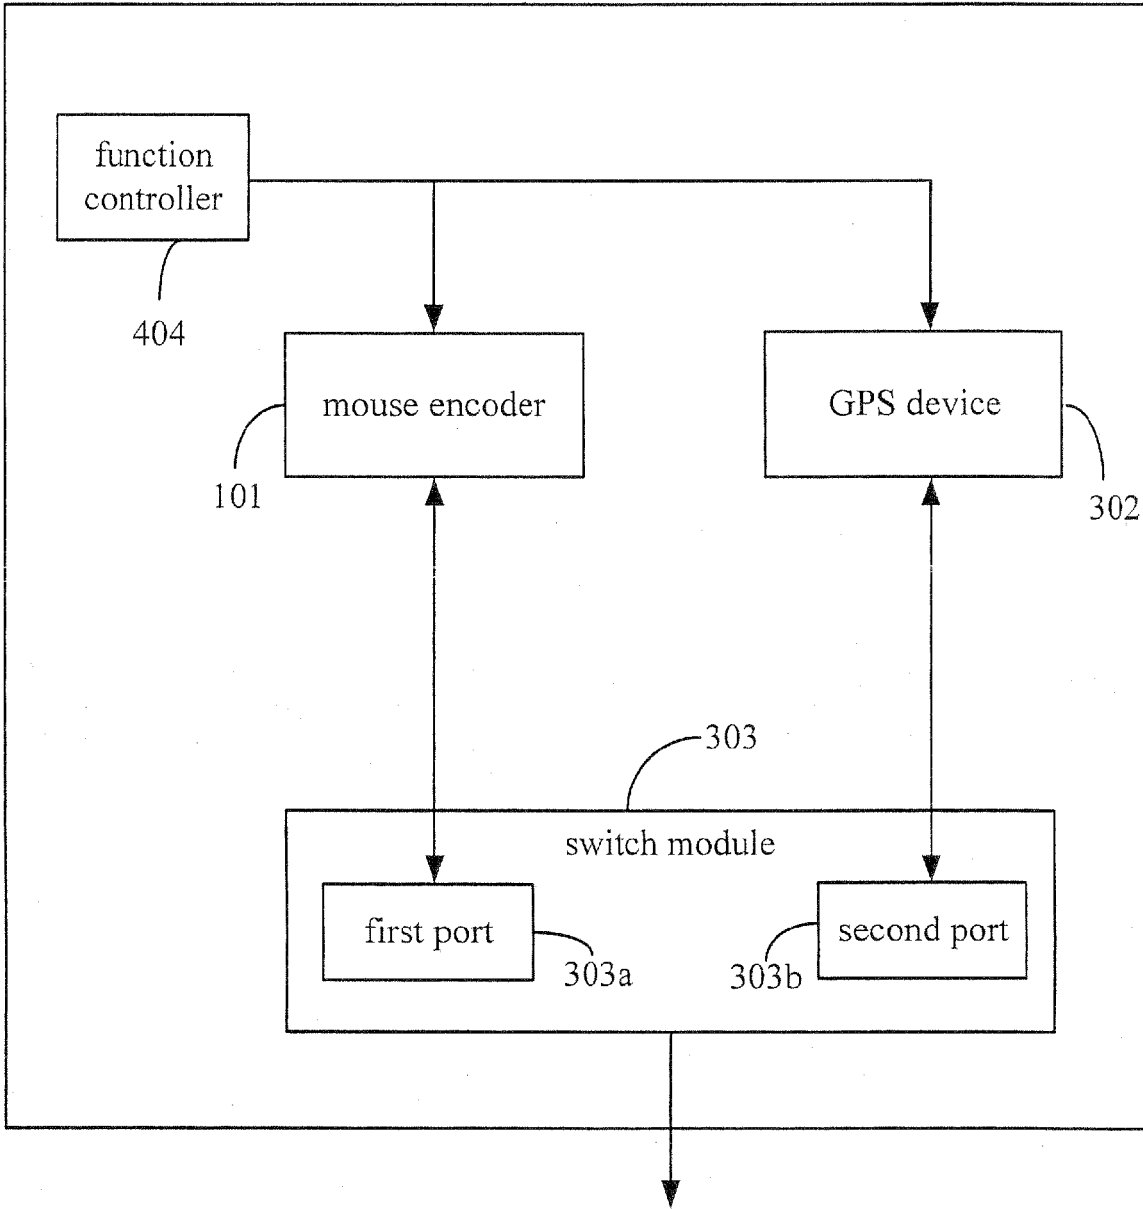 function
controller
404
mouse encoder
GPS device
101
302
303
switch module
first port
second port
303a
303b